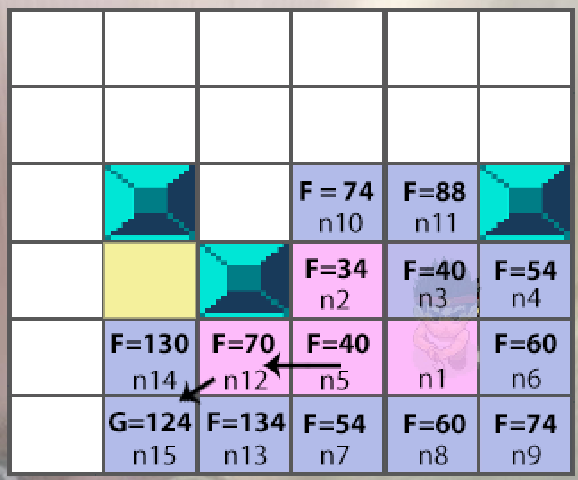 F = 74
n10
F=88
n11
F=34
n2
F=40
n3
F=54
n4
F=130
n14
F=70
n12
F=40
n5
n1
F=60
n6
G=124
n15
F=134
n13
F=54
n7
F=60
n8
F=74
n9